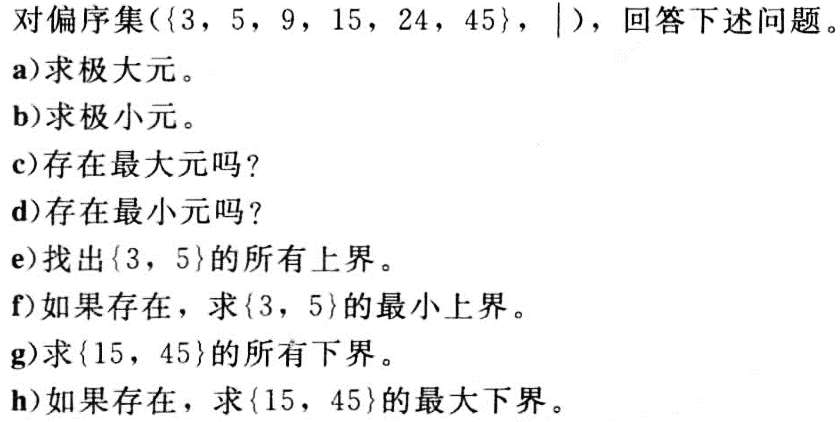 对偏序集({3，5，9，15，24，45}，|)，回答下述问题。
a)求极大元。
b)求极小元。
c)存在最大元吗？
d)存在最小元吗？
e)找出{3，5}的所有上界。
f)如果存在，求{3，5}的最小上界。
g)求{15，45}的所有下界。
h)如果存在，求{15，45}的最大下界。